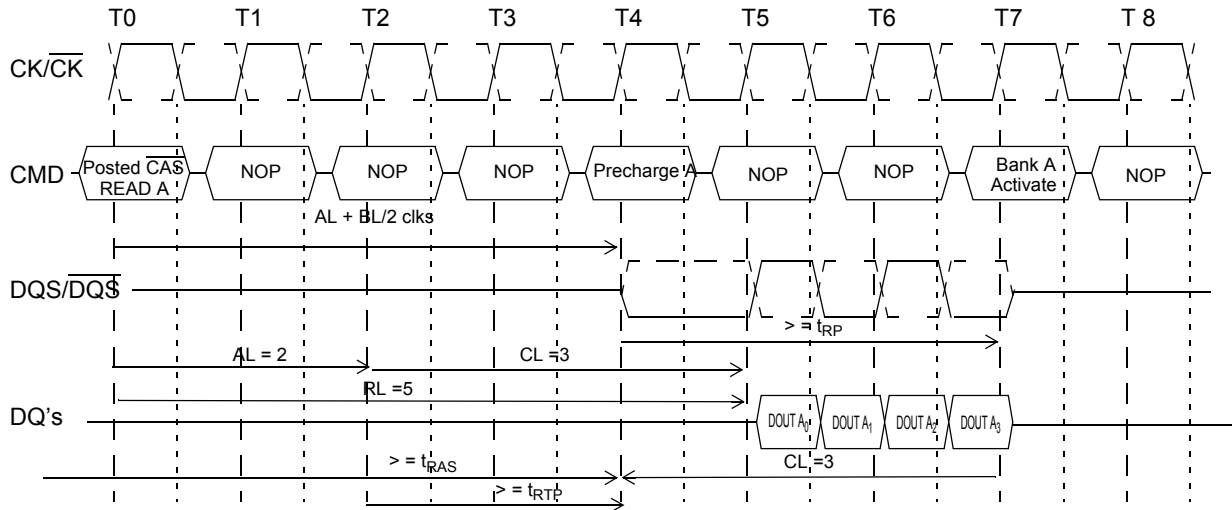 T0 T1 T2 T3 T4 T5 T6 T7 T 8
CK/CK
CMD Posted CAS READ A NOP NOP NOP Precharge A NOP NOP Bank A Activate NOP
AL + BL/2 clks
DQS/DQS
> = tRP
AL = 2 CL =3
RL =5
DQ's DOUT A0 DOUT A1 DOUT A2 DOUT A3
> = tRAS CL =3
> = tRTP